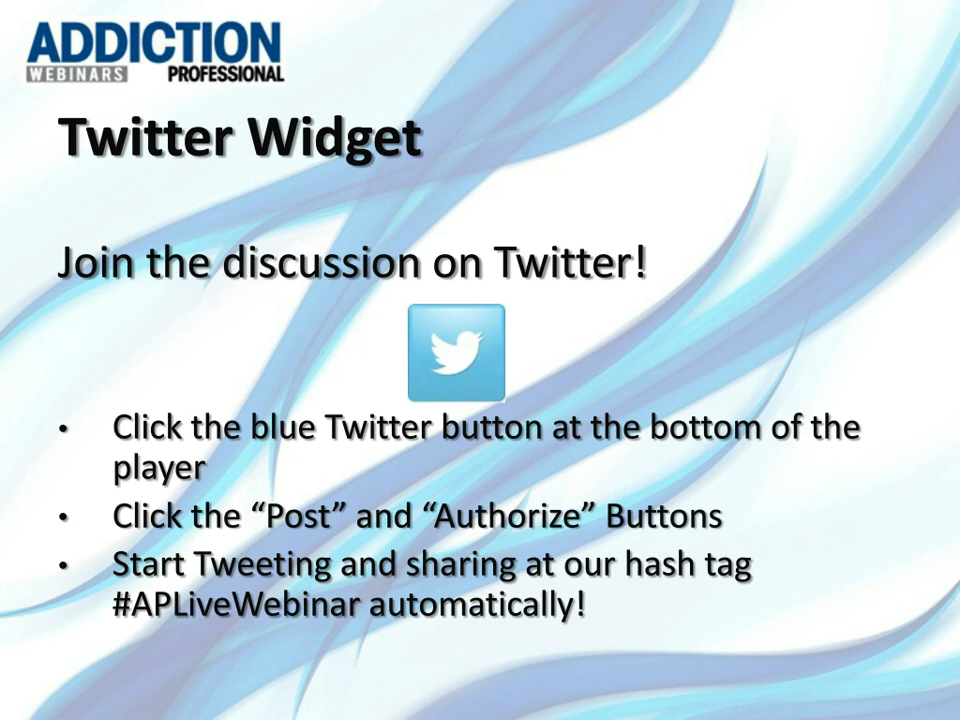 ADDICTION
WEBINARS PROFESSIONAL
Twitter Widget
Join the discussion on Twitter!
• Click the blue Twitter button at the bottom of the
player
• Click the “Post” and “Authorize” Buttons
• Start Tweeting and sharing at our hash tag
#APLiveWebinar automatically!